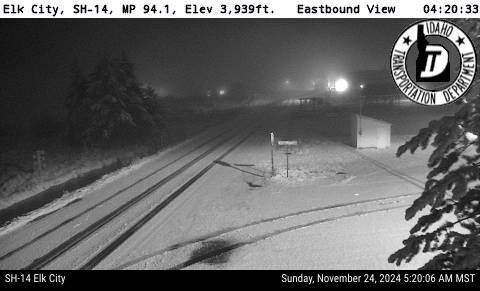 Elk City, SH-14, MP 94.1, Elev 3,939ft. Eastbound View 04:20:33
IDAHO
TRANSPORTATION DEPARTMENT
SH-14 Elk City Sunday, November 24, 2024 5:20:06 AM MST